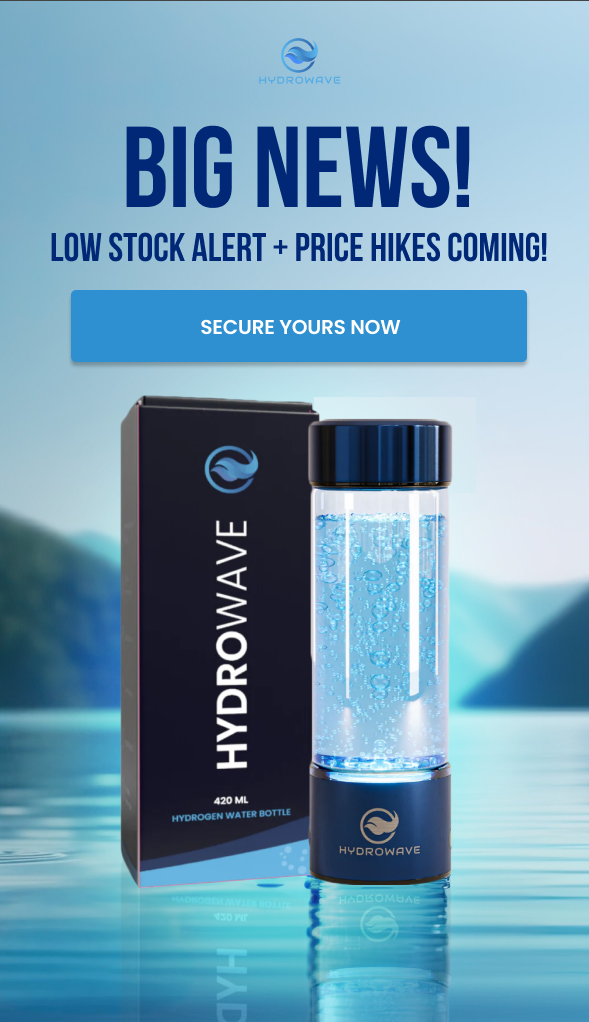 HYDROWAVE
BIG NEWS!
LOW STOCK ALERT + PRICE HIKES COMING!
SECURE YOURS NOW
HYDROWAVE
420 ML
HYDROGEN WATER BOTTLE
HYDROWAVE